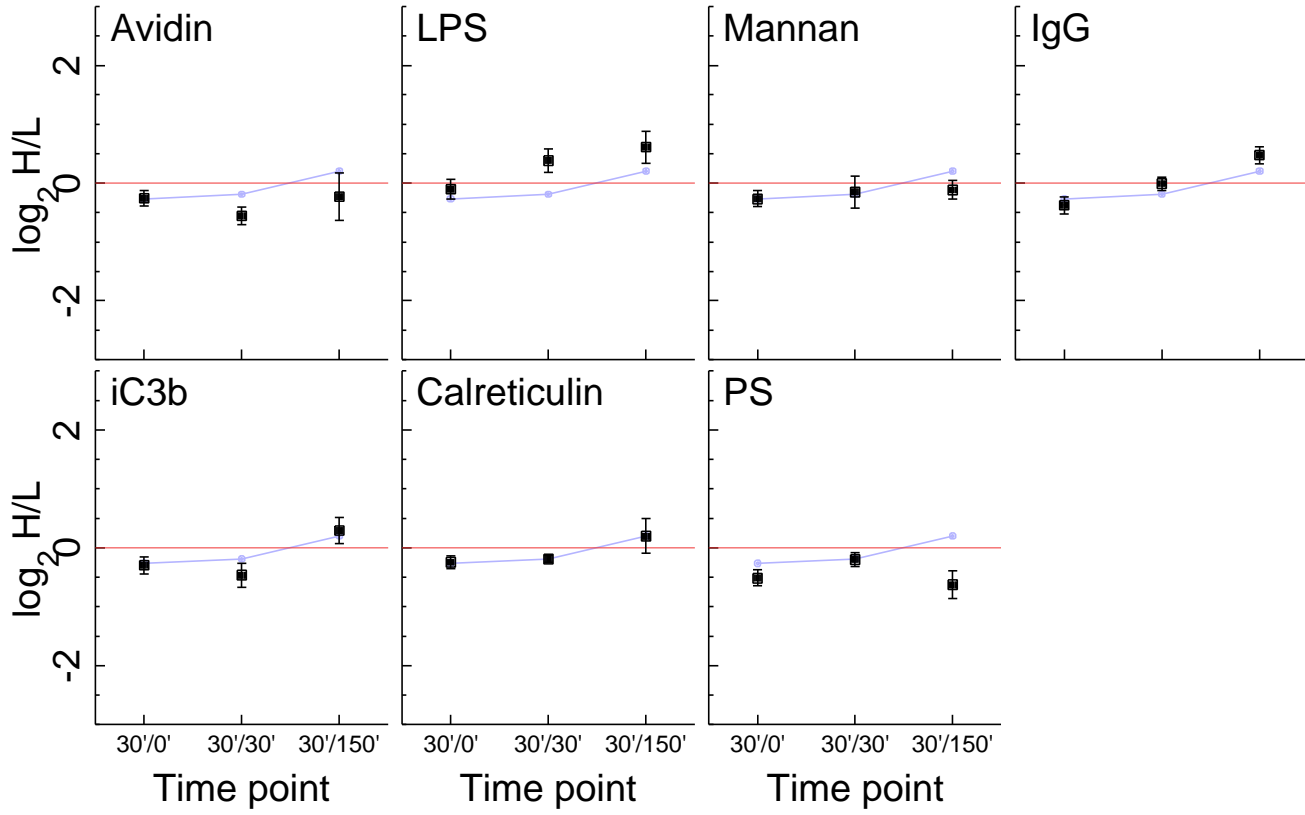 Avidin LPS Mannan IgG
2
0
-2
log2 H/L
iC3b Calreticulin PS
2
0
-2
log2 H/L
30'/0' 30'/30' 30'/150' 30'/0' 30'/30' 30'/150' 30'/0' 30'/30' 30'/150'
Time point Time point Time point